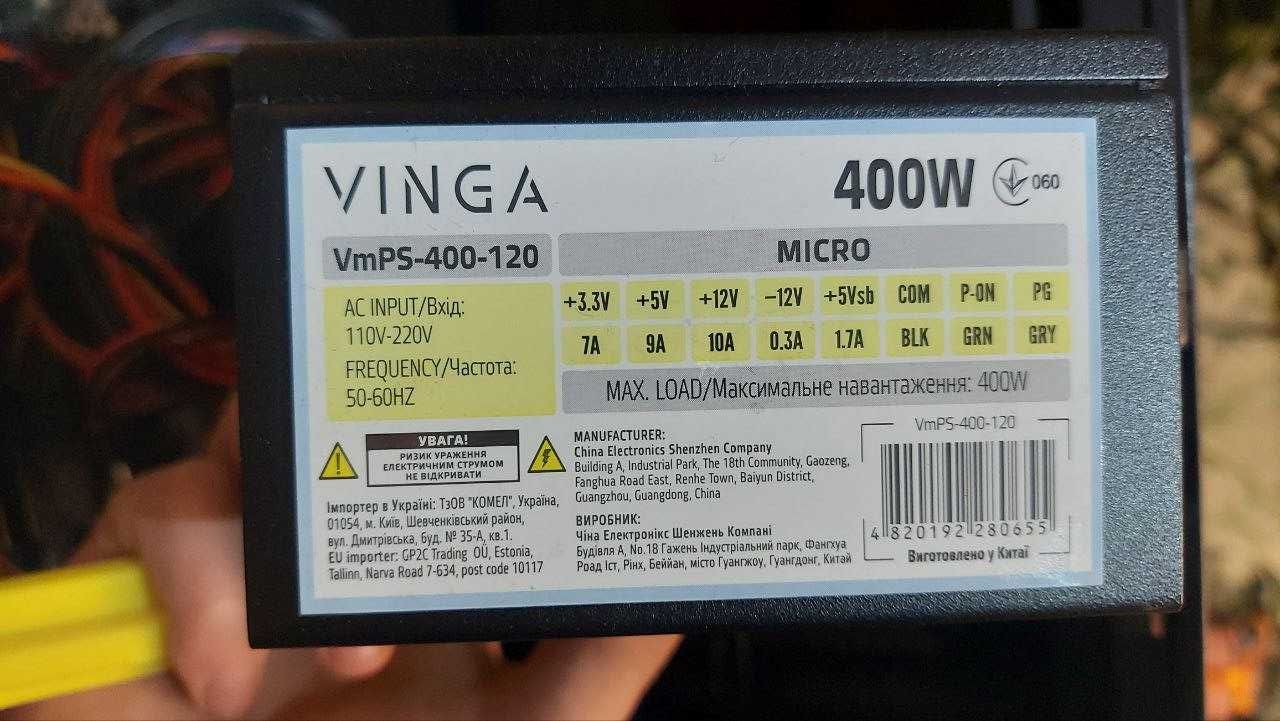 VINGA
400W
060
VmPS-400-120
MICRO
AC INPUT/Вхід:
110V-220V
FREQUENCY/Частота:
50-60HZ
+3.3V +5V +12V –12V +5Vsb COM P-ON PG
7A 9A 10A 0.3A 1.7A BLK GRN GRY
MAX. LOAD/Максимальне навантаження: 400W
УВАГА!
РИЗИК УРАЖЕННЯ
ЕЛЕКТРИЧНИМ СТРУМОМ
НЕ ВІДКРИВАТИ
Імпортер в Україні: ТзОВ "КОМЕЛ", Україна,
01054, м. Київ, Шевченківський район,
вул. Дмитрівська, буд. № 35-А, кв.1.
EU importer: GP2C Trading OÜ, Estonia,
Tallinn, Narva Road 7-634, post code 10117
MANUFACTURER:
China Electronics Shenzhen Company
Building A, Industrial Park, The 18th Community, Gaozeng,
Fanghua Road East, Renhe Town, Baiyun District,
Guangzhou, Guangdong, China
ВИРОБНИК:
Чіна Електронікс Шенжень Компані
Будівля А, No.18 Гажень Індустріальний парк, Фангхуа
Роад Іст, Рінх, Беййан, місто Гуангжоу, Гуангдонг, Китай
VmPS-400-120
4 820192 280655
Виготовлено у Китаї